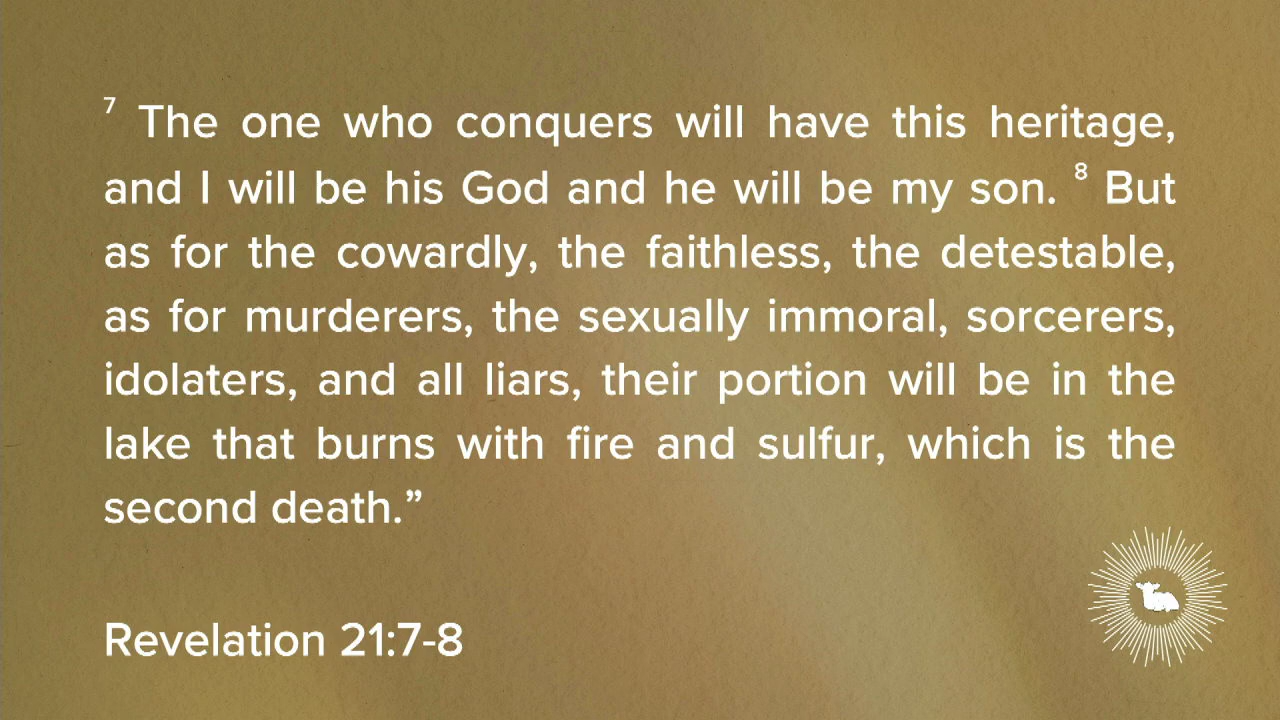 7 The one who conquers will have this heritage,
and I will be his God and he will be my son. 8 But
as for the cowardly, the faithless, the detestable,
as for murderers, the sexually immoral, sorcerers,
idolaters, and all liars, their portion will be in the
lake that burns with fire and sulfur, which is the
second death.”
Revelation 21:7-8